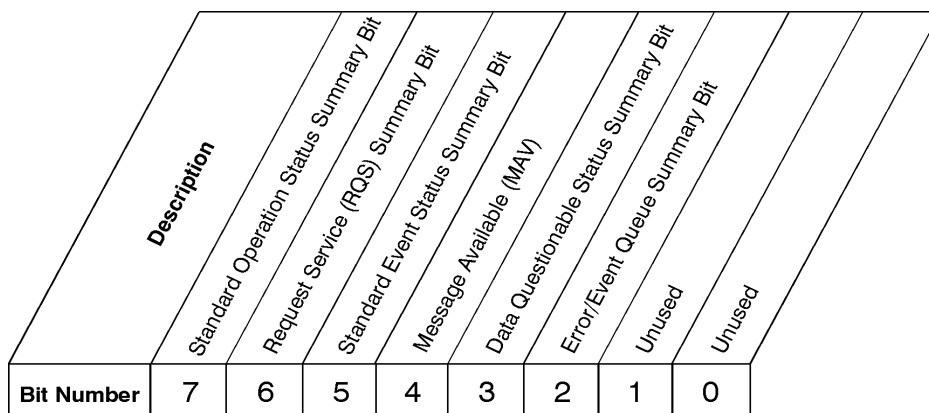 Description
Standard Operation Status Summary Bit
Request Service (RQS) Summary Bit
Standard Event Status Summary Bit
Message Available (MAV)
Data Questionable Status Summary Bit
Error/Event Queue Summary Bit
Unused
Unused
Bit Number 7 6 5 4 3 2 1 0